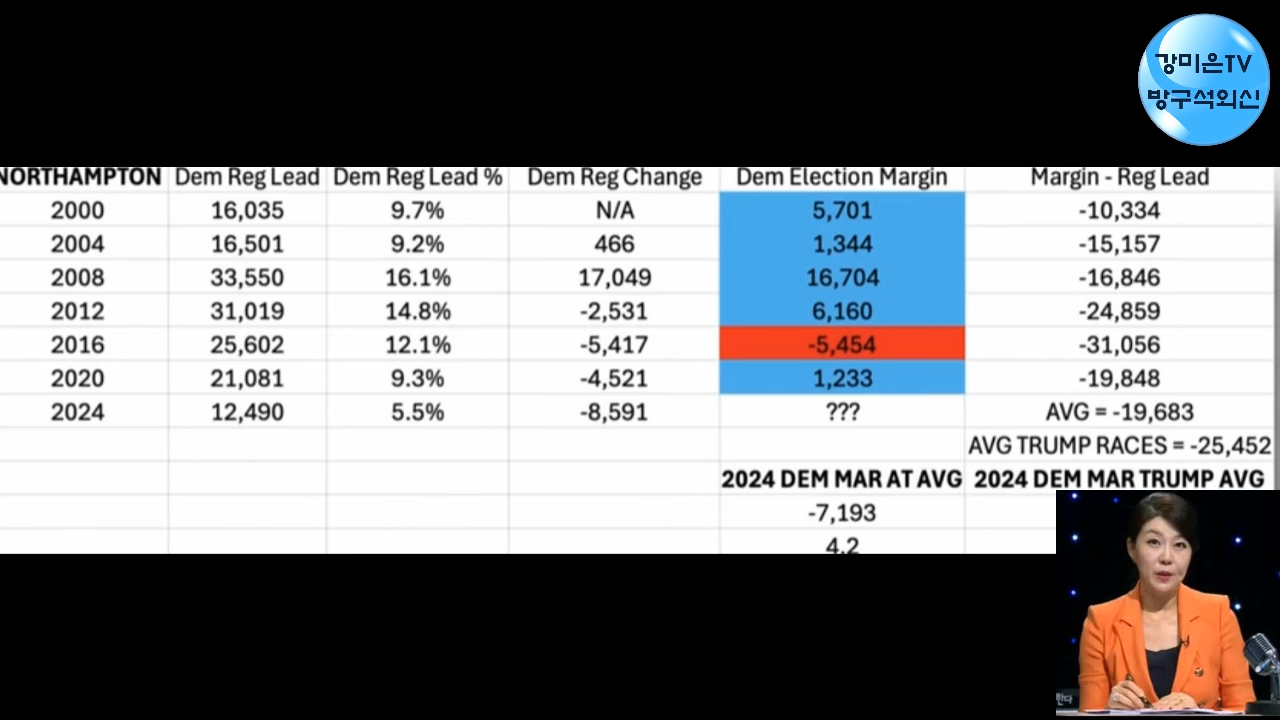 강미은TV
방구석외신
NORTHAMPTON Dem Reg Lead Dem Reg Lead % Dem Reg Change Dem Election Margin Margin - Reg Lead
2000 16,035 9.7% N/A 5,701 -10,334
2004 16,501 9.2% 466 1,344 -15,157
2008 33,550 16.1% 17,049 16,704 -16,846
2012 31,019 14.8% -2,531 6,160 -24,859
2016 25,602 12.1% -5,417 -5,454 -31,056
2020 21,081 9.3% -4,521 1,233 -19,848
2024 12,490 5.5% -8,591 ??? AVG = -19,683
AVG TRUMP RACES = -25,452
2024 DEM MAR AT AVG 2024 DEM MAR TRUMP AVG
-7,193
4.2